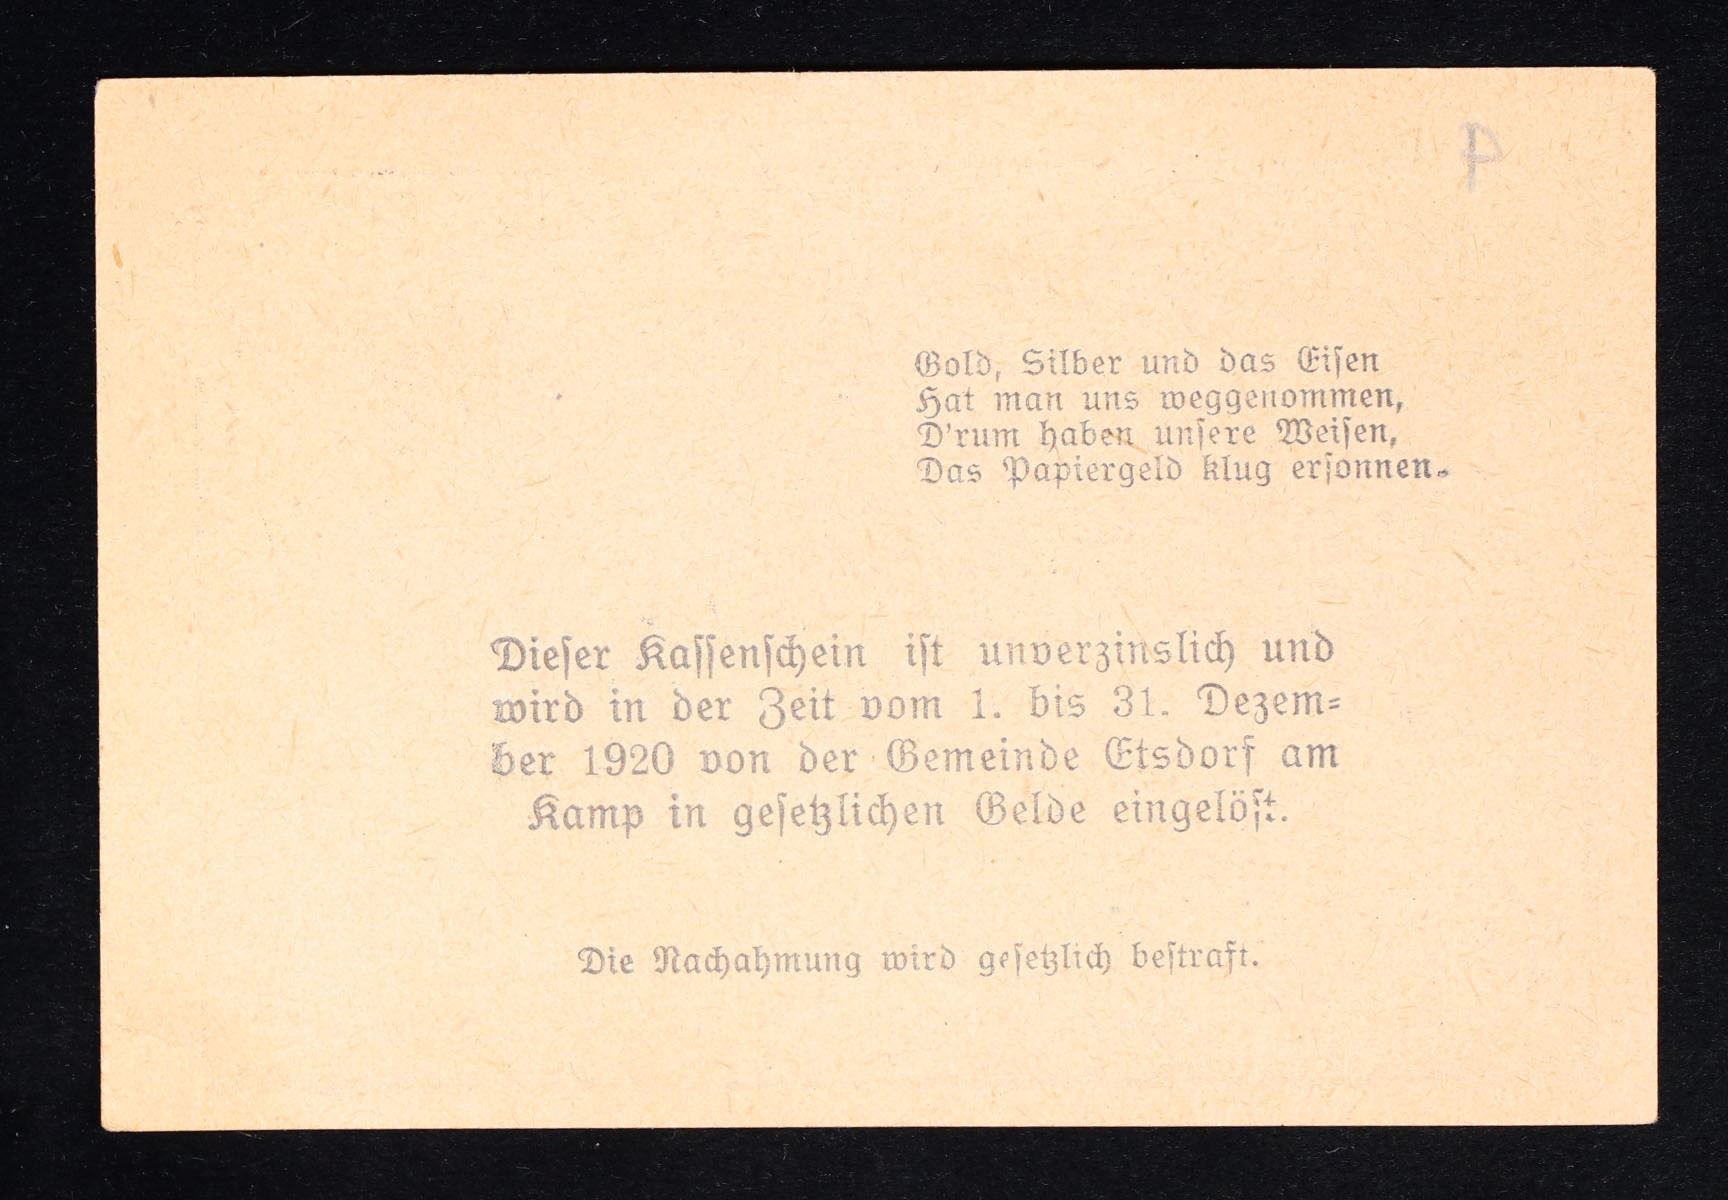 Gold, Silber und das Eiſen
Hat man uns weggenommen,
D'rum haben unſere Weiſen,
Das Papiergeld klug erſonnen.
Dieſer Kaſſenſchein iſt unverzinslich und
wird in der Zeit vom 1. bis 31. Dezem=
ber 1920 von der Gemeinde Etsdorf am
Kamp in geſetzlichen Gelde eingelöſt.
Die Nachahmung wird geſetzlich beſtraft.